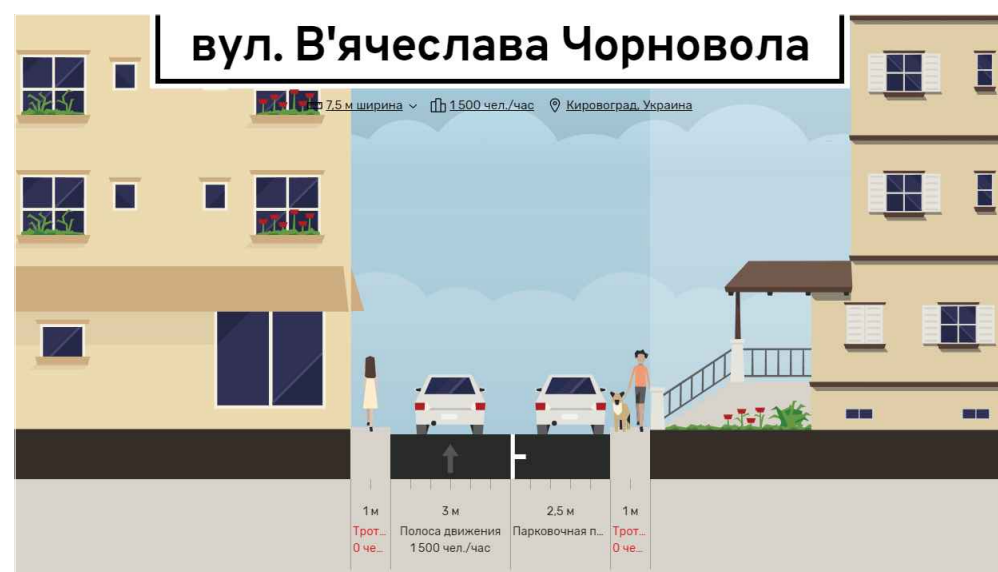 вул. В'ячеслава Чорновола
7,5 м ширина 1 500 чел./час Кировоград, Украина
1 м 3 м 2,5 м 1 м
Трот... Полоса движения Парковочная п... Трот...
0 че... 1 500 чел./час 0 че...